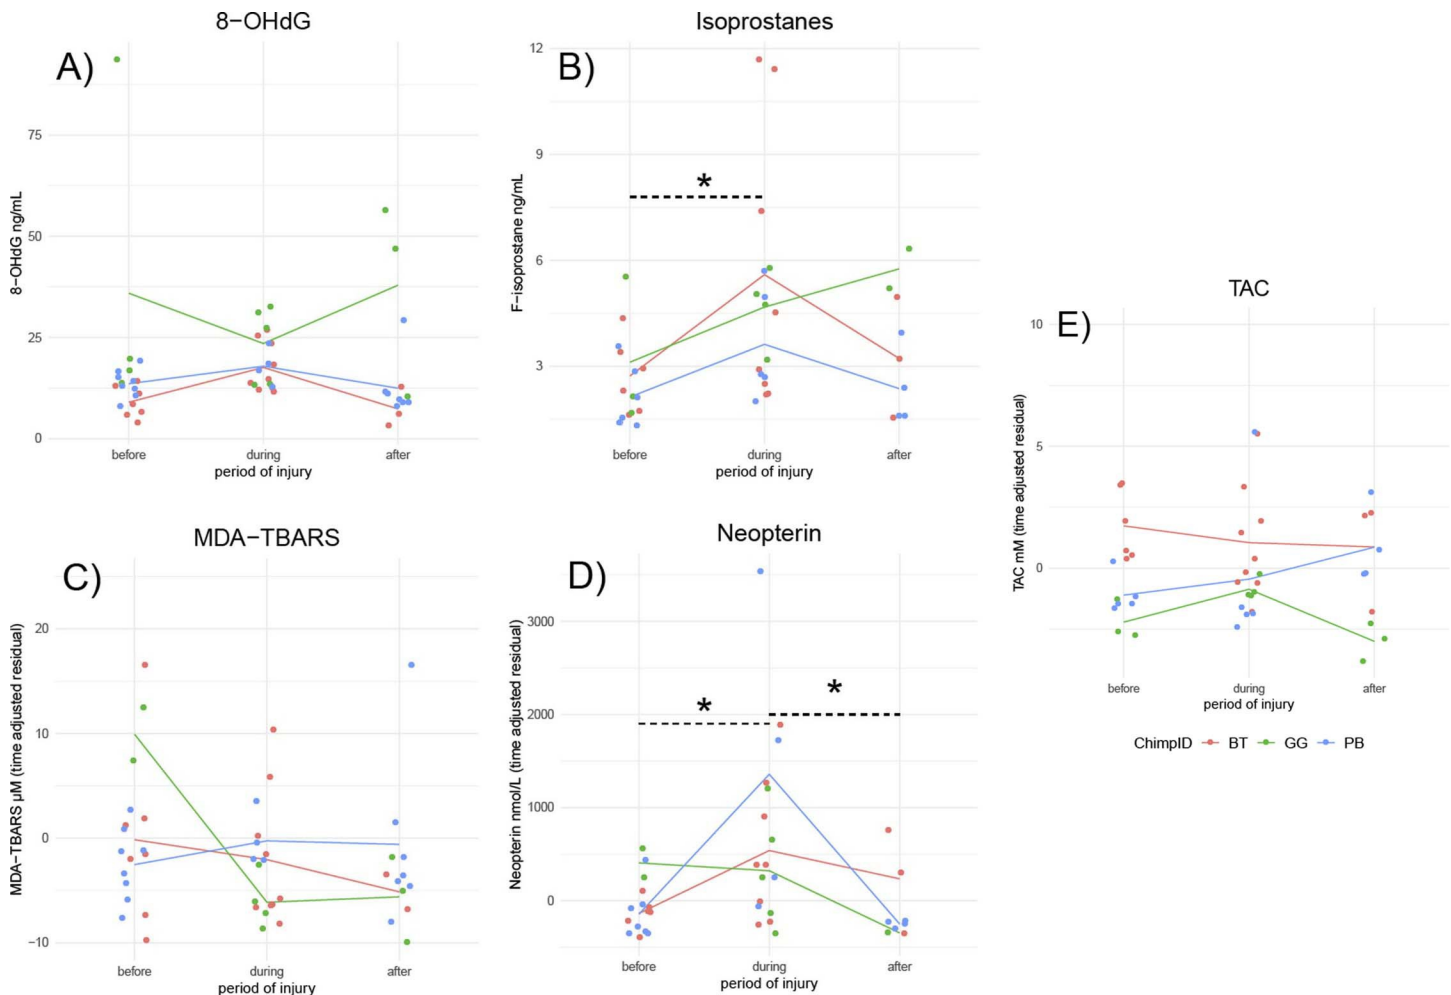 8−OHdG
A)
75
50
25
0
8−OHdG ng/mL
before
during
after
period of injury
Isoprostanes
B)
12
9
6
3
F−isoprostane ng/mL
*
before
during
after
period of injury
MDA−TBARS
C)
20
10
0
−10
MDA−TBARS µM (time adjusted residual)
before
during
after
period of injury
Neopterin
D)
3000
2000
1000
0
Neopterin nmol/L (time adjusted residual)
*
*
before
during
after
period of injury
TAC
E)
10
5
0
TAC mM (time adjusted residual)
before
during
after
period of injury
ChimpID BT GG PB